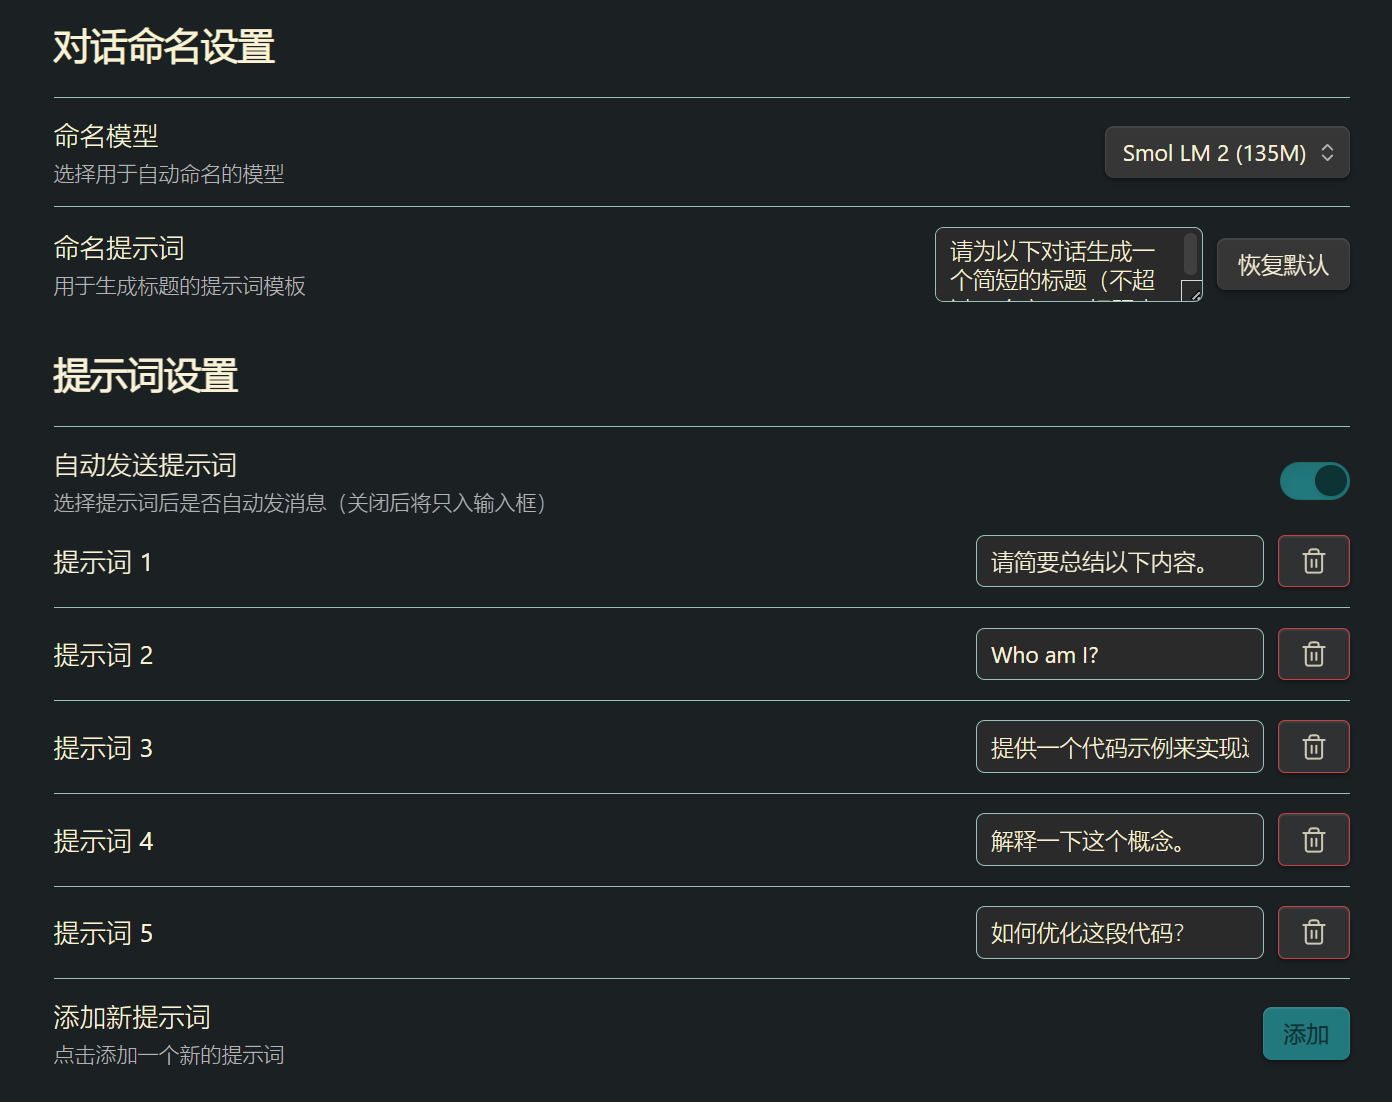 对话命名设置
命名模型
选择用于自动命名的模型
Smol LM 2 (135M)
命名提示词
用于生成标题的提示词模板
请为以下对话生成一
个简短的标题（不超
恢复默认
提示词设置
自动发送提示词
选择提示词后是否自动发消息（关闭后将只入输入框）
提示词 1
请简要总结以下内容。
提示词 2
Who am I?
提示词 3
提供一个代码示例来实现
提示词 4
解释一下这个概念。
提示词 5
如何优化这段代码?
添加新提示词
点击添加一个新的提示词
添加